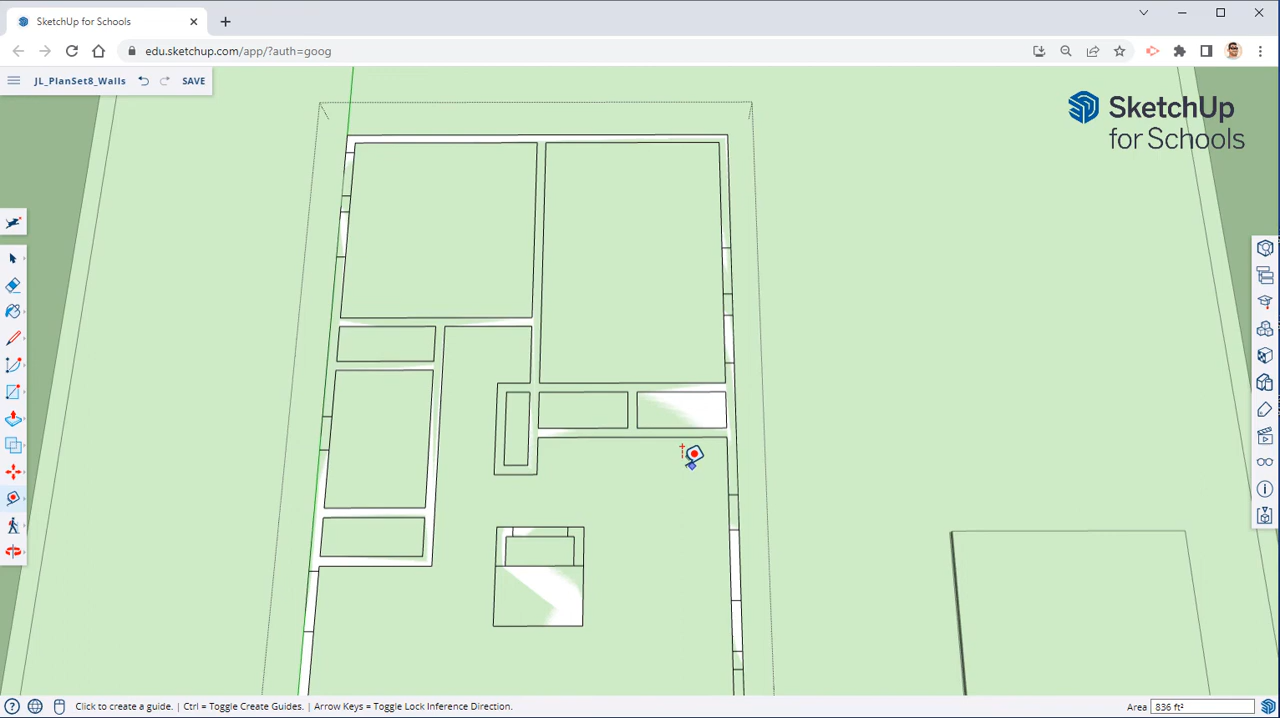 SketchUp for Schools
edu.sketchup.com/app/?auth=goog
JL_PlanSet8_Walls
SAVE
SketchUp
for Schools
Click to create a guide. | Ctrl = Toggle Create Guides. | Arrow Keys = Toggle Lock Inference Direction.
Area 836 ft²